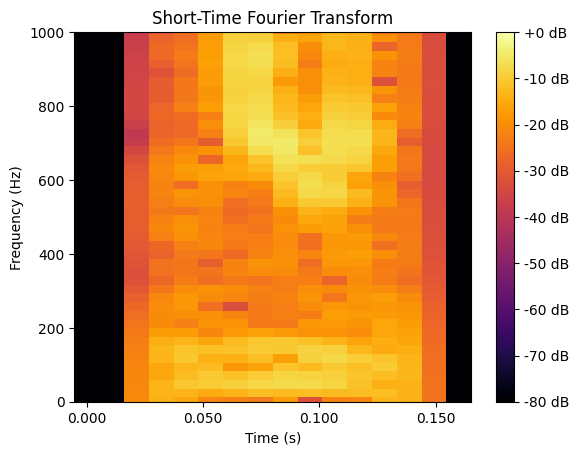 Short-Time Fourier Transform
Frequency (Hz)
1000
800
600
400
200
0
0.000 0.050 0.100 0.150
Time (s)
+0 dB
-10 dB
-20 dB
-30 dB
-40 dB
-50 dB
-60 dB
-70 dB
-80 dB